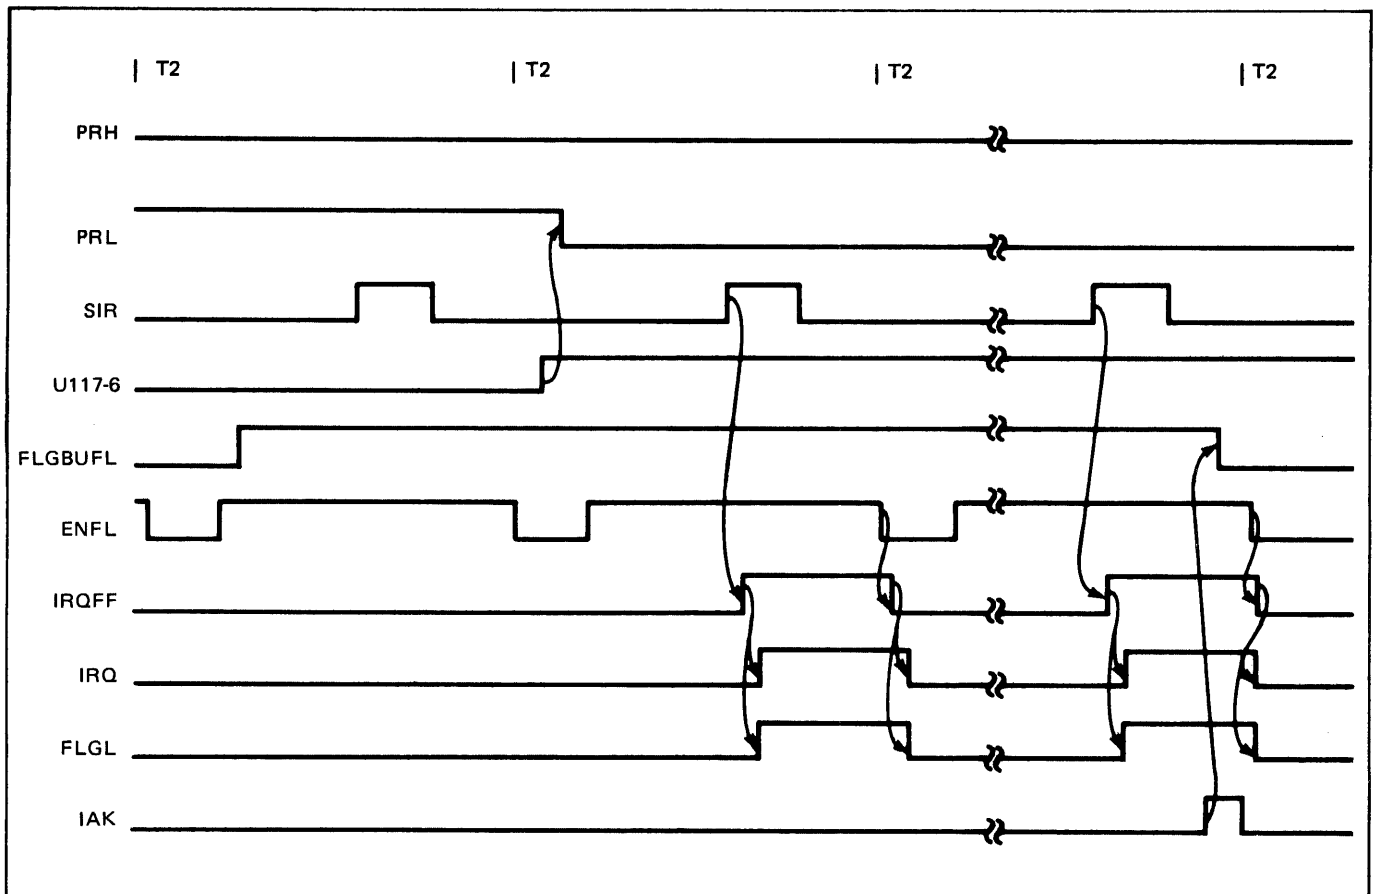 | T2 | T2 | T2 | T2
PRH
PRL
SIR
U117-6
FLGBUFL
ENFL
IRQFF
IRQ
FLGL
IAK